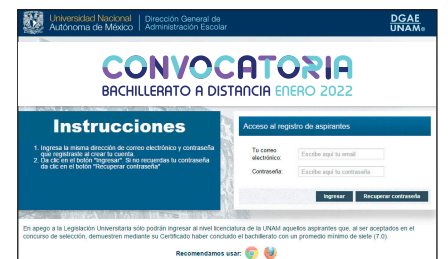 Universidad Nacional
Autónoma de México
Dirección General de
Administración Escolar
DGAE
UNAM
CONVOCATORIA
BACHILLERATO A DISTANCIA ENERO 2022
Instrucciones
1. Ingresa la misma dirección de correo electrónico y contraseña
que registraste al crear tu cuenta.
2. Da clic en el botón "Ingresar". Si no recuerdas tu contraseña
da clic en el botón "Recuperar contraseña"
Acceso al registro de aspirantes
Tu correo
electrónico:
Escribe aquí tu email
Contraseña:
Escribe aquí tu contraseña
Ingresar
Recuperar contraseña
En apego a la Legislación Universitaria sólo podrán ingresar al nivel licenciatura de la UNAM aquellos aspirantes que, al ser aceptados en el
concurso de selección, demuestren mediante su Certificado haber concluido el bachillerato con un promedio mínimo de siete (7.0).
Recomendamos usar: